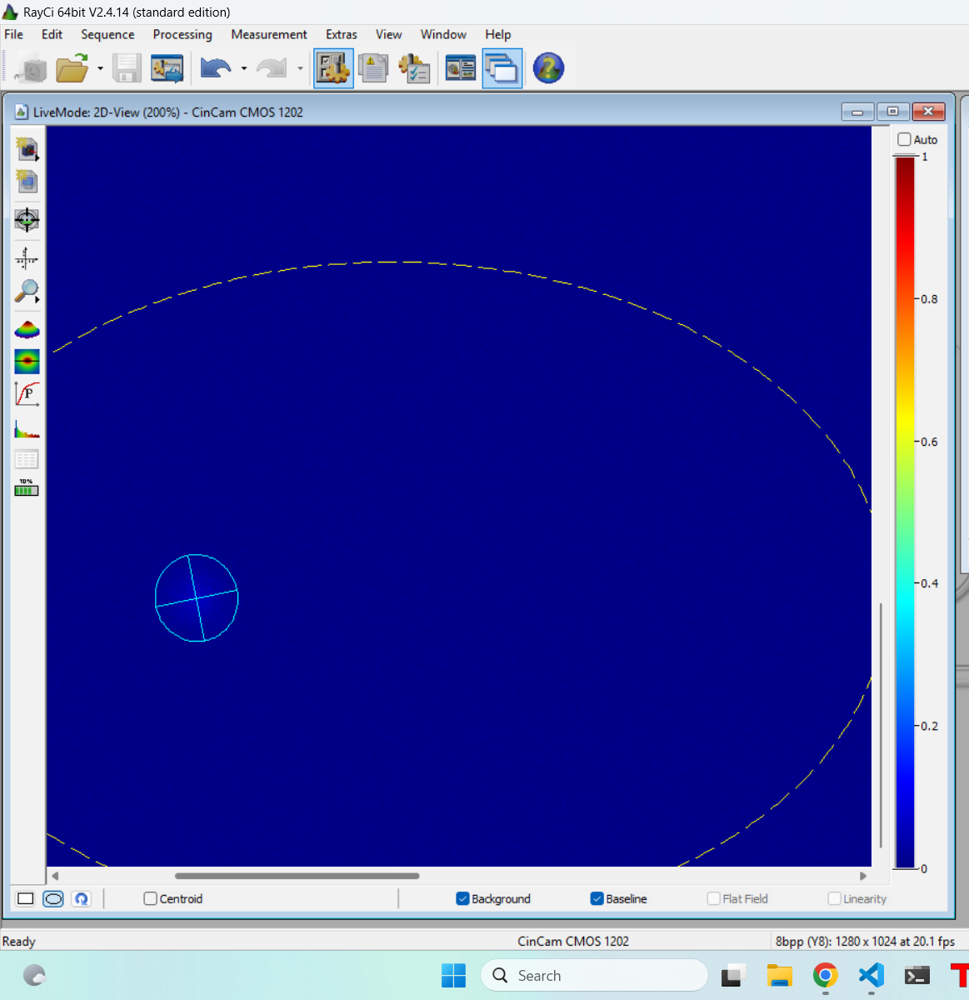 RayCi 64bit V2.4.14 (standard edition)
File Edit Sequence Processing Measurement Extras View Window Help
LiveMode: 2D-View (200%) - CinCam CMOS 1202
Auto
1
0.8
0.6
0.4
0.2
0
P
TD%
Centroid Background Baseline Flat Field Linearity
Ready CinCam CMOS 1202 8bpp (Y8): 1280 x 1024 at 20.1 fps
Search